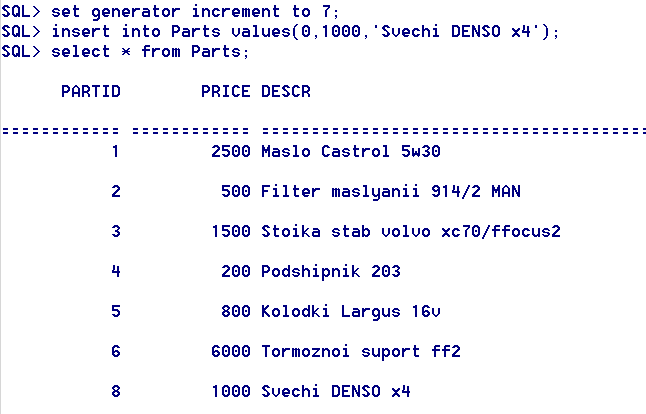 SQL> set generator increment to 7;
SQL> insert into Parts values(0,1000,'Svechi DENSO x4');
SQL> select * from Parts;
PARTID PRICE DESCR
============ ============ =======================================
1 2500 Maslo Castrol 5w30
2 500 Filter maslyanii 914/2 MAN
3 1500 Stoika stab volvo xc70/ffocus2
4 200 Podshipnik 203
5 800 Kolodki Largus 16v
6 6000 Tormoznoi suport ff2
8 1000 Svechi DENSO x4